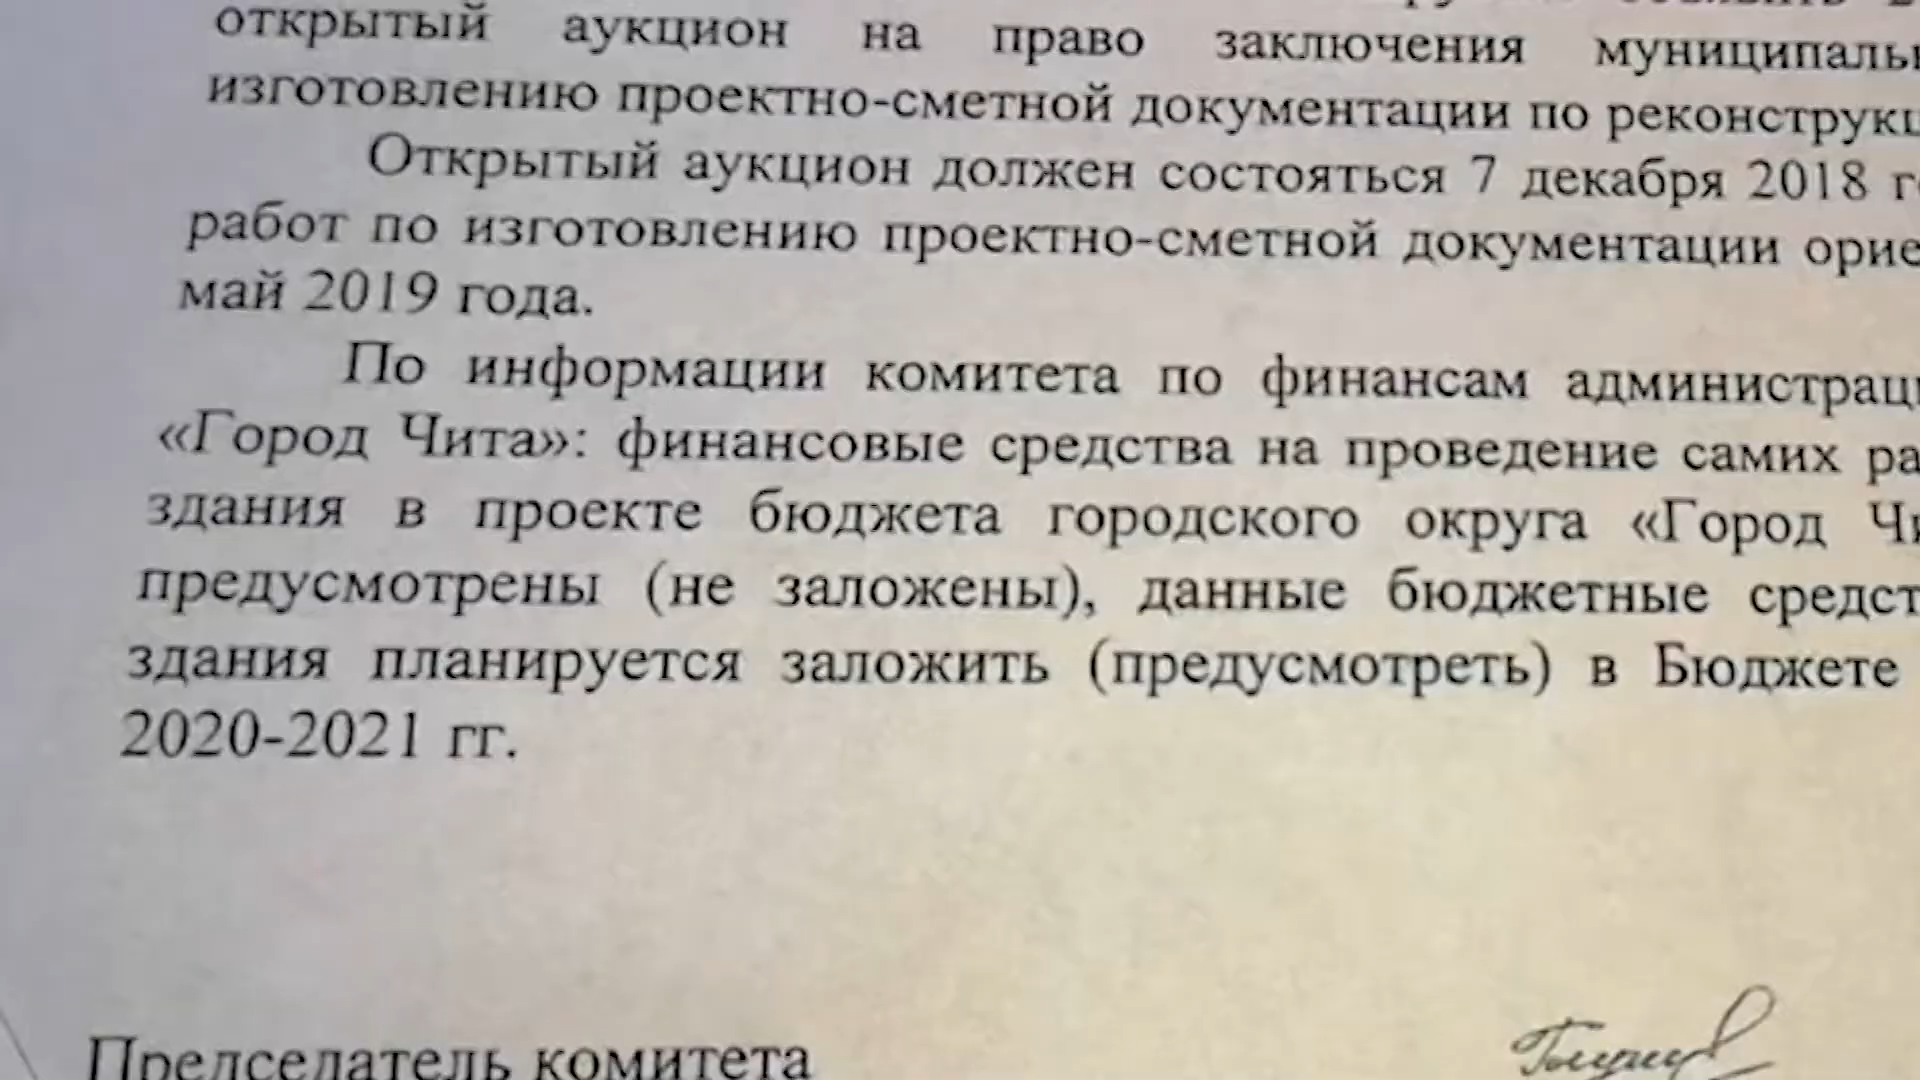 открытый аукцион на право заключения муниципаль
изготовлению проектно-сметной документации по реконструкц
Открытый аукцион должен состояться 7 декабря 2018 г
работ по изготовлению проектно-сметной документации орие
май 2019 года.
По информации комитета по финансам администрац
«Город Чита»: финансовые средства на проведение самих ра
здания в проекте бюджета городского округа «Город Чи
предусмотрены (не заложены), данные бюджетные средст
здания планируется заложить (предусмотреть) в Бюджете
2020-2021 гг.
Председатель комитета